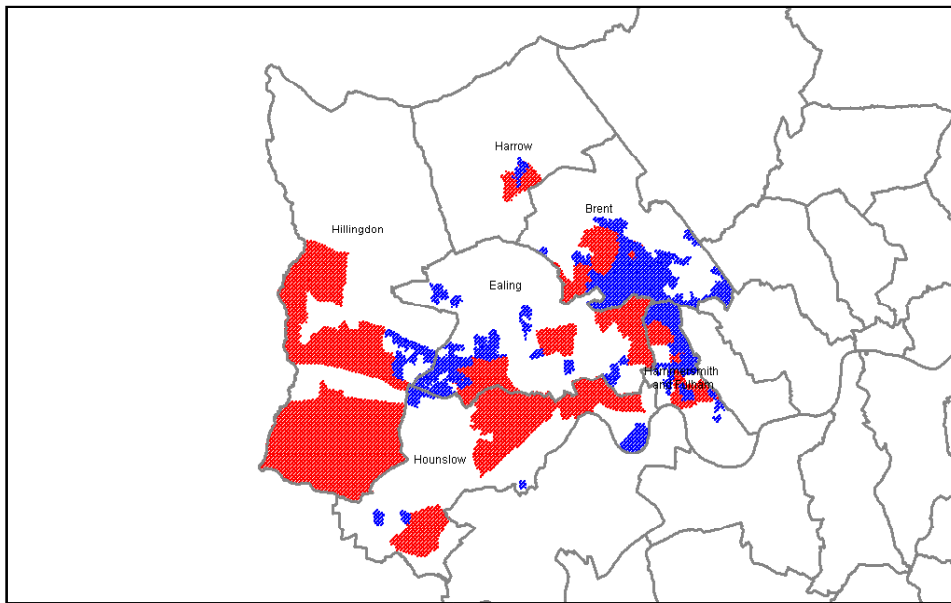 Harrow
Brent
Hillingdon
Ealing
Hammersmith
and Fulham
Hounslow